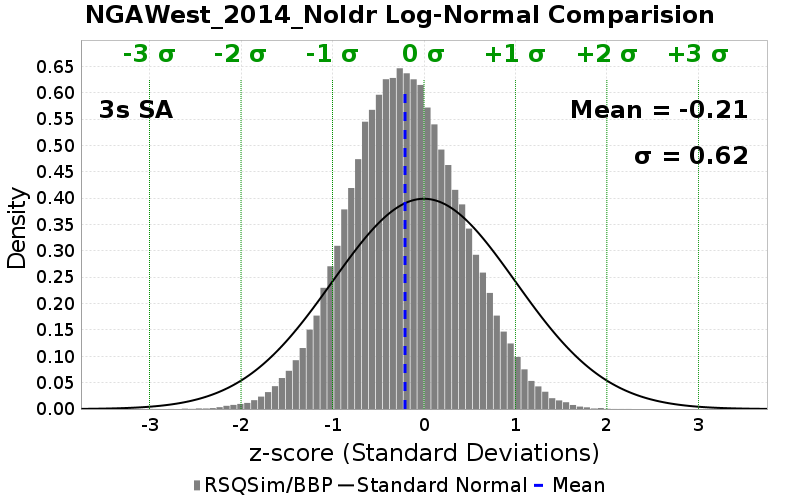 NGAWest_2014_NoIdr Log-Normal Comparision
-3 σ -2 σ -1 σ 0 σ +1 σ +2 σ +3 σ
3s SA
Mean = -0.21
σ = 0.62
Density
0.65
0.60
0.55
0.50
0.45
0.40
0.35
0.30
0.25
0.20
0.15
0.10
0.05
0.00
-3 -2 -1 0 1 2 3
z-score (Standard Deviations)
RSQSim/BBP Standard Normal Mean